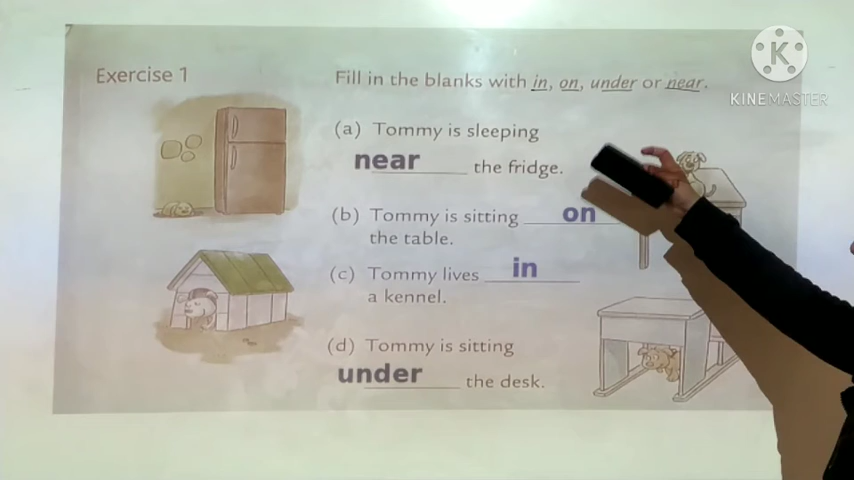 Exercise 1
Fill in the blanks with in, on, under or near.
(a) Tommy is sleeping
near the fridge.
(b) Tommy is sitting on
the table.
(c) Tommy lives in
a kennel.
(d) Tommy is sitting
under the desk.
KINEMASTER